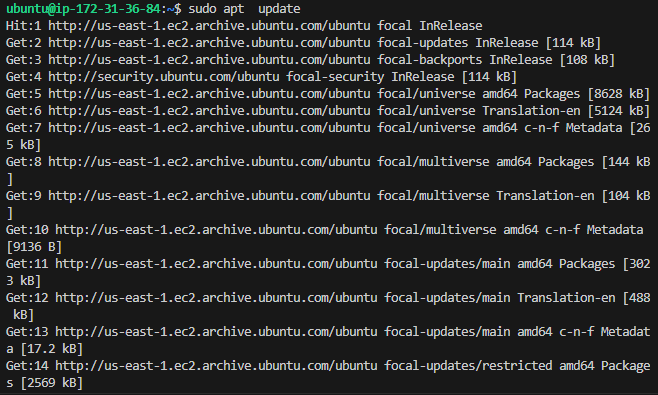 ubuntu@ip-172-31-36-84:~$ sudo apt  update
Hit:1 http://us-east-1.ec2.archive.ubuntu.com/ubuntu focal InRelease
Get:2 http://us-east-1.ec2.archive.ubuntu.com/ubuntu focal-updates InRelease [114 kB]
Get:3 http://us-east-1.ec2.archive.ubuntu.com/ubuntu focal-backports InRelease [108 kB]
Get:4 http://security.ubuntu.com/ubuntu focal-security InRelease [114 kB]
Get:5 http://us-east-1.ec2.archive.ubuntu.com/ubuntu focal/universe amd64 Packages [8628 kB]
Get:6 http://us-east-1.ec2.archive.ubuntu.com/ubuntu focal/universe Translation-en [5124 kB]
Get:7 http://us-east-1.ec2.archive.ubuntu.com/ubuntu focal/universe amd64 c-n-f Metadata [26
5 kB]
Get:8 http://us-east-1.ec2.archive.ubuntu.com/ubuntu focal/multiverse amd64 Packages [144 kB
]
Get:9 http://us-east-1.ec2.archive.ubuntu.com/ubuntu focal/multiverse Translation-en [104 kB
]
Get:10 http://us-east-1.ec2.archive.ubuntu.com/ubuntu focal/multiverse amd64 c-n-f Metadata
[9136 B]
Get:11 http://us-east-1.ec2.archive.ubuntu.com/ubuntu focal-updates/main amd64 Packages [302
3 kB]
Get:12 http://us-east-1.ec2.archive.ubuntu.com/ubuntu focal-updates/main Translation-en [488
 kB]
Get:13 http://us-east-1.ec2.archive.ubuntu.com/ubuntu focal-updates/main amd64 c-n-f Metadat
a [17.2 kB]
Get:14 http://us-east-1.ec2.archive.ubuntu.com/ubuntu focal-updates/restricted amd64 Package
s [2569 kB]